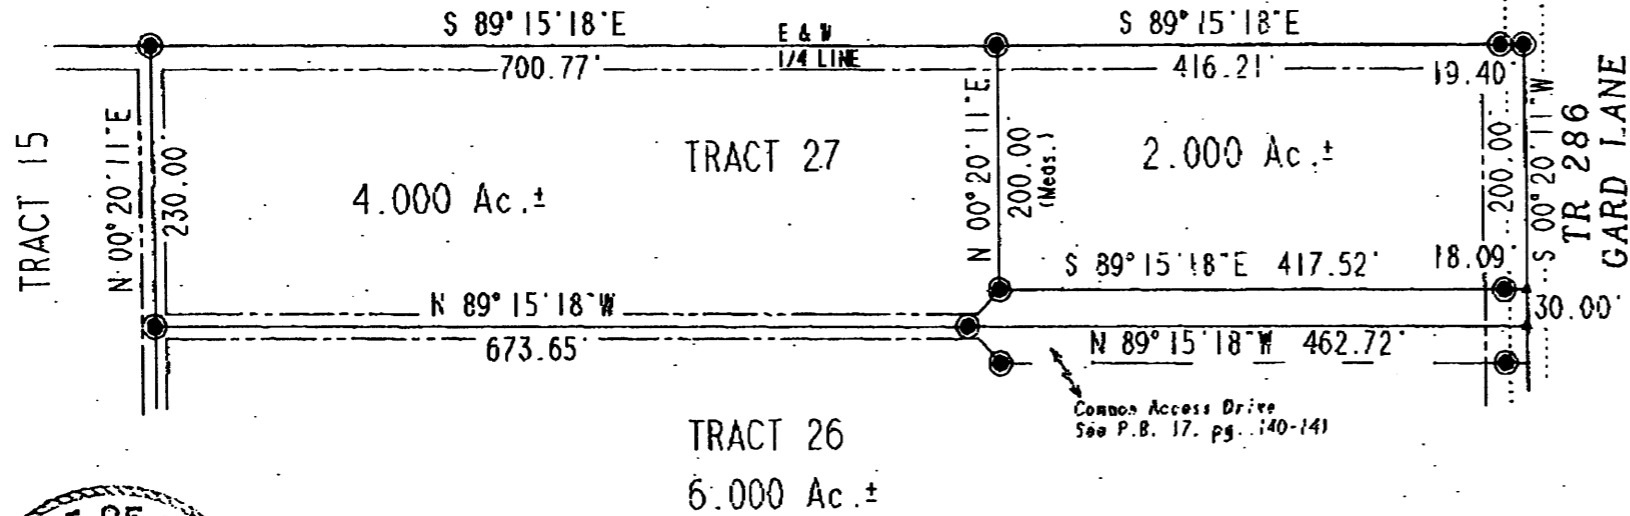 S 89°15'18"E
E & W
1/4 LINE
S 89°15'18"E
700.77'
416.21'
19.40'
TRACT 15
N 00°20'11"E
230.00'
TRACT 27
4.000 Ac.±
N 00°20'11"E
200.00'
(Meas.)
2.000 Ac.±
200.00'
S 00°20'11"W
TR 286
GARD LANE
S 89°15'18"E 417.52'
18.09'
30.00'
N 89°15'18"W
673.65'
N 89°15'18"W 462.72'
Common Access Drive
See P.B. 17, pg. 140-141
TRACT 26
6.000 Ac.±